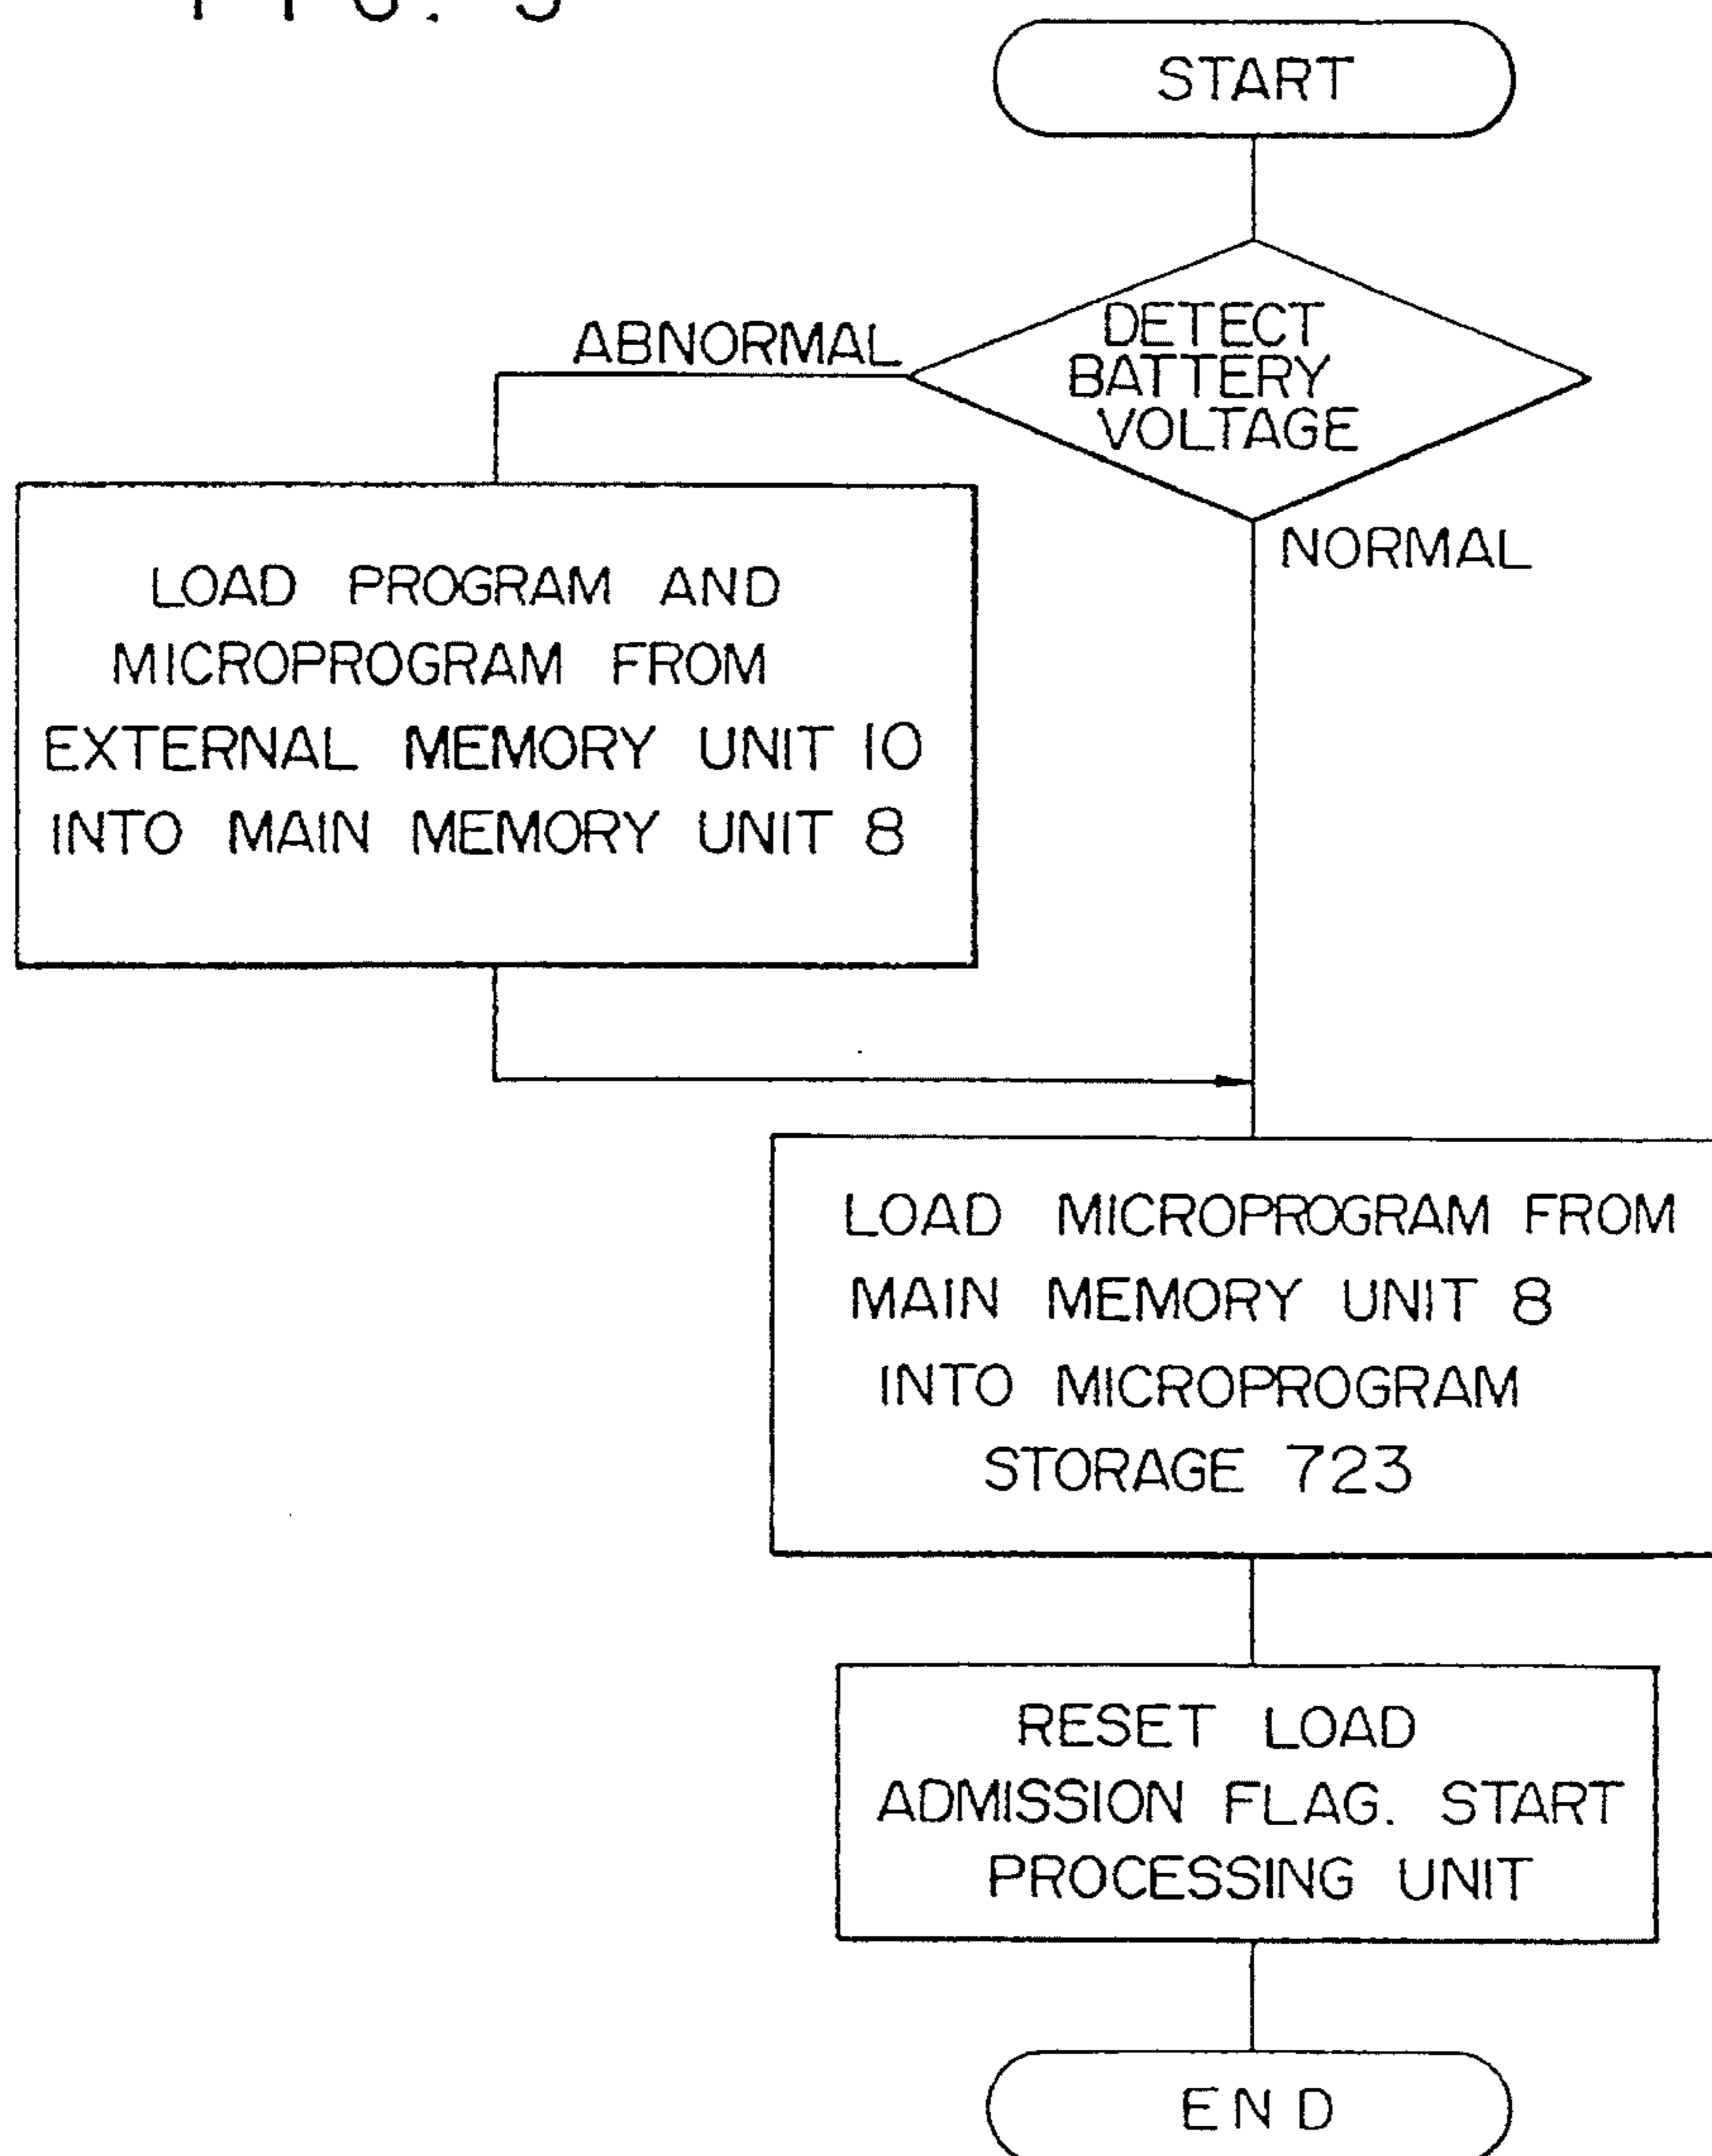 START
DETECT
BATTERY
VOLTAGE
ABNORMAL
NORMAL
LOAD PROGRAM AND
MICROPROGRAM FROM
EXTERNAL MEMORY UNIT 10
INTO MAIN MEMORY UNIT 8
LOAD MICROPROGRAM FROM
MAIN MEMORY UNIT 8
INTO MICROPROGRAM
STORAGE 723
RESET LOAD
ADMISSION FLAG. START
PROCESSING UNIT
END